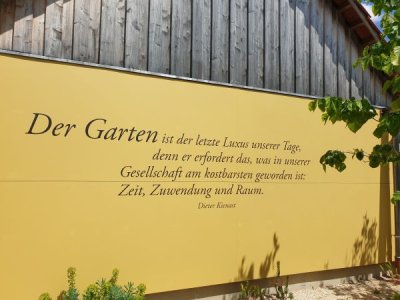 Der Garten ist der letzte Luxus unserer Tage,
denn er erfordert das, was in unserer
Gesellschaft am kostbarsten geworden ist:
Zeit, Zuwendung und Raum.
Dieter Kienast